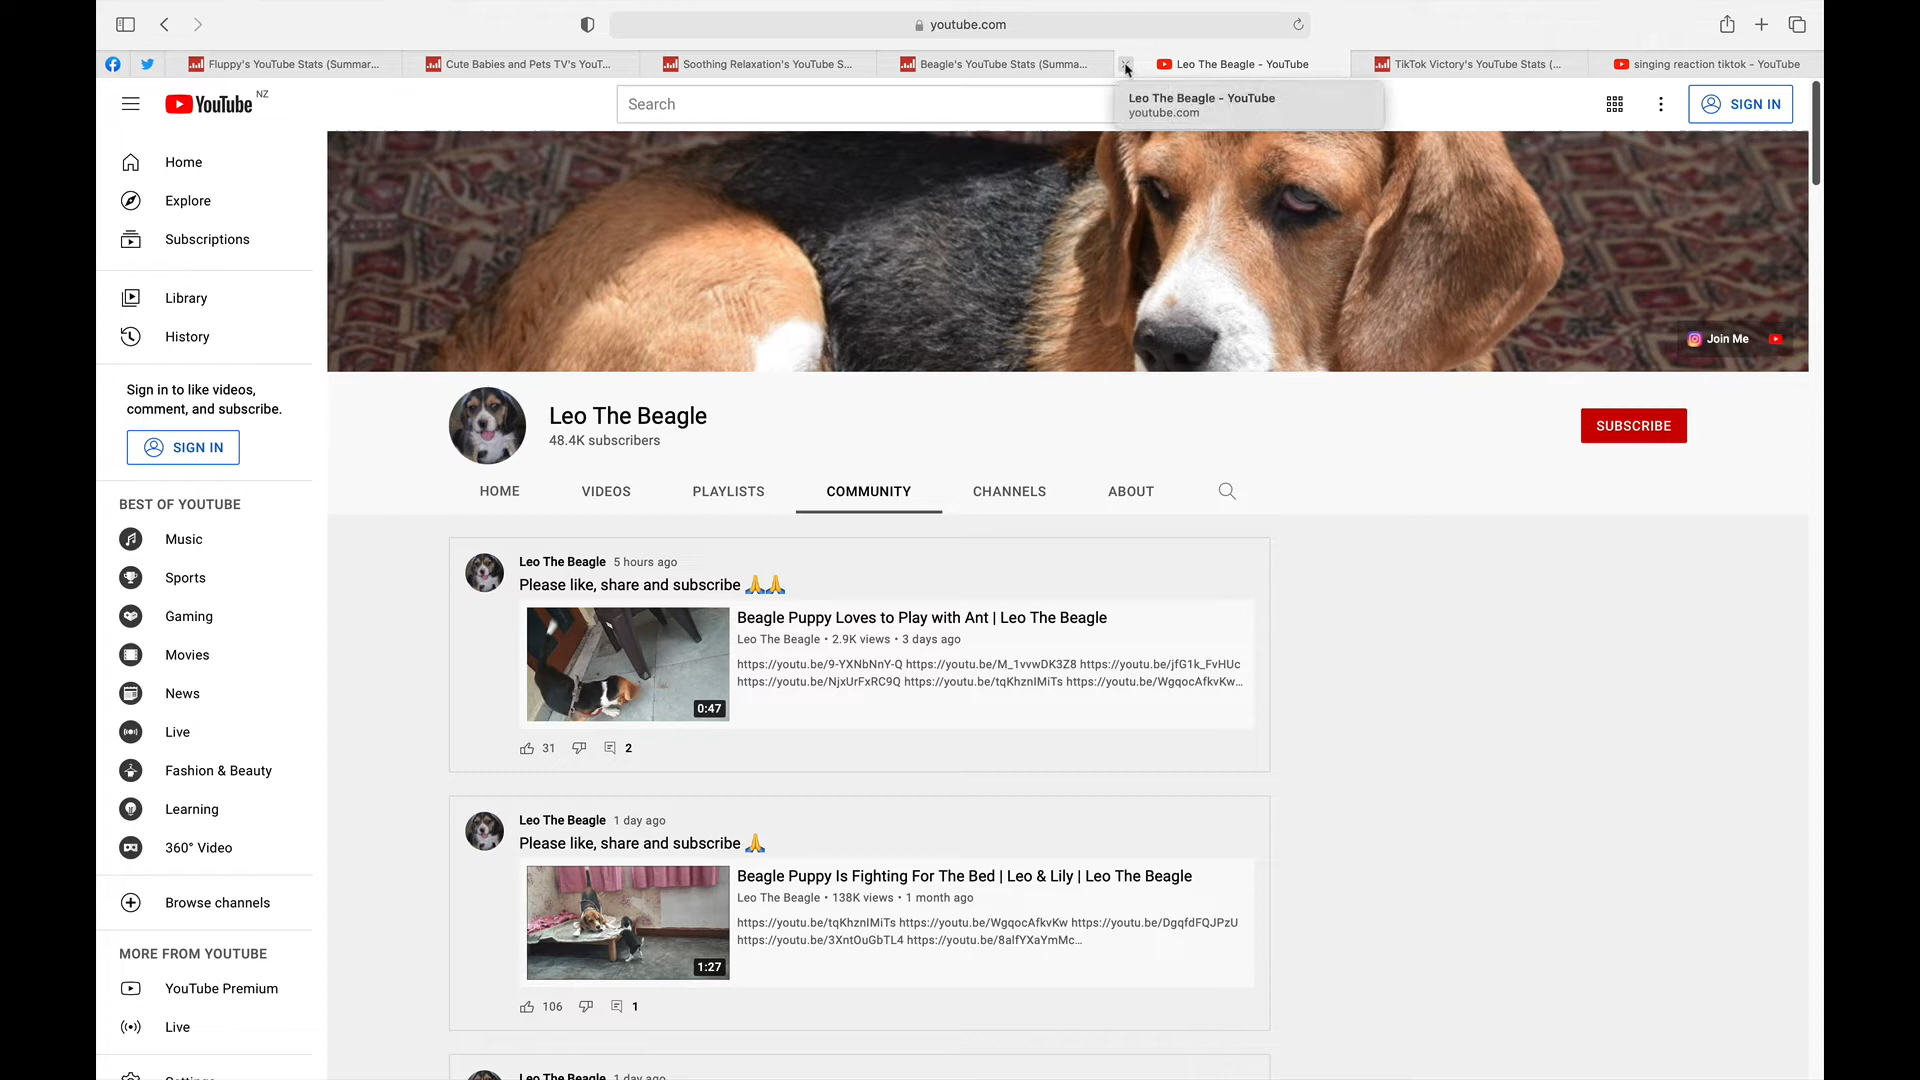 youtube.com
Fluppy's YouTube Stats (Summar...
Cute Babies and Pets TV's YouT...
Soothing Relaxation's YouTube S...
Beagle's YouTube Stats (Summa...
Leo The Beagle - YouTube
TikTok Victory's YouTube Stats (...
singing reaction tiktok - YouTube
YouTube NZ
Search
Leo The Beagle - YouTube
youtube.com
SIGN IN
Home
Explore
Subscriptions
Library
History
Sign in to like videos,
comment, and subscribe.
SIGN IN
BEST OF YOUTUBE
Music
Sports
Gaming
Movies
News
Live
Fashion & Beauty
Learning
360° Video
Browse channels
MORE FROM YOUTUBE
YouTube Premium
Live
Join Me
Leo The Beagle
48.4K subscribers
SUBSCRIBE
HOME VIDEOS PLAYLISTS COMMUNITY CHANNELS ABOUT
Leo The Beagle 5 hours ago
Please like, share and subscribe 🙏🙏
Beagle Puppy Loves to Play with Ant | Leo The Beagle
Leo The Beagle • 2.9K views • 3 days ago
https://youtu.be/9-YXNbNnY-Q https://youtu.be/M_1vvwDK3Z8 https://youtu.be/jfG1k_FvHUc
https://youtu.be/NjxUrFxRC9Q https://youtu.be/tqKhznIMiTs https://youtu.be/WgqocAfkvKw...
0:47
31 2
Leo The Beagle 1 day ago
Please like, share and subscribe 🙏
Beagle Puppy Is Fighting For The Bed | Leo & Lily | Leo The Beagle
Leo The Beagle • 138K views • 1 month ago
https://youtu.be/tqKhznIMiTs https://youtu.be/WgqocAfkvKw https://youtu.be/DgqfdFQJPzU
https://youtu.be/3XntOuGbTL4 https://youtu.be/8alfYXaYmMc...
1:27
106 1
Leo The Beagle 1 day ago